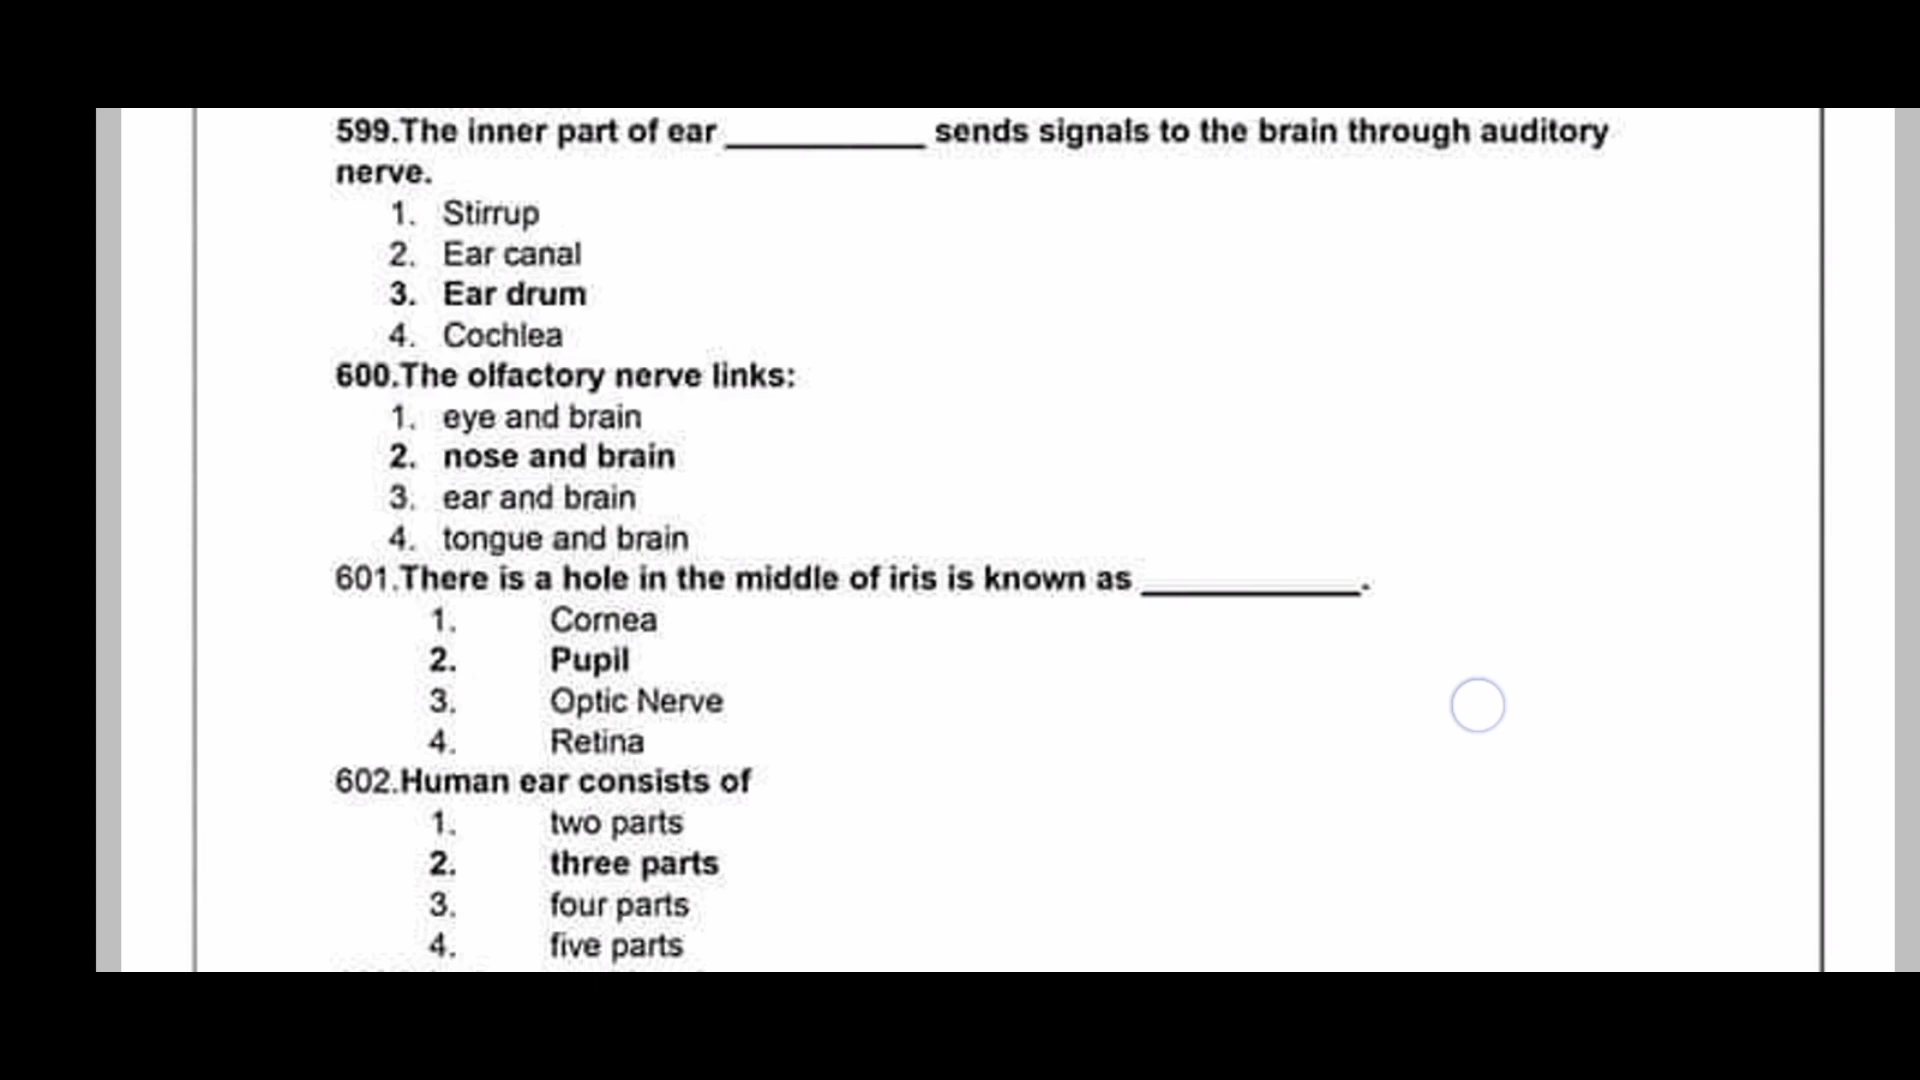 599.The inner part of ear __________ sends signals to the brain through auditory
nerve.
1. Stirrup
2. Ear canal
3. Ear drum
4. Cochlea
600.The olfactory nerve links:
1. eye and brain
2. nose and brain
3. ear and brain
4. tongue and brain
601.There is a hole in the middle of iris is known as ___________.
1. Cornea
2. Pupil
3. Optic Nerve
4. Retina
602.Human ear consists of
1. two parts
2. three parts
3. four parts
4. five parts